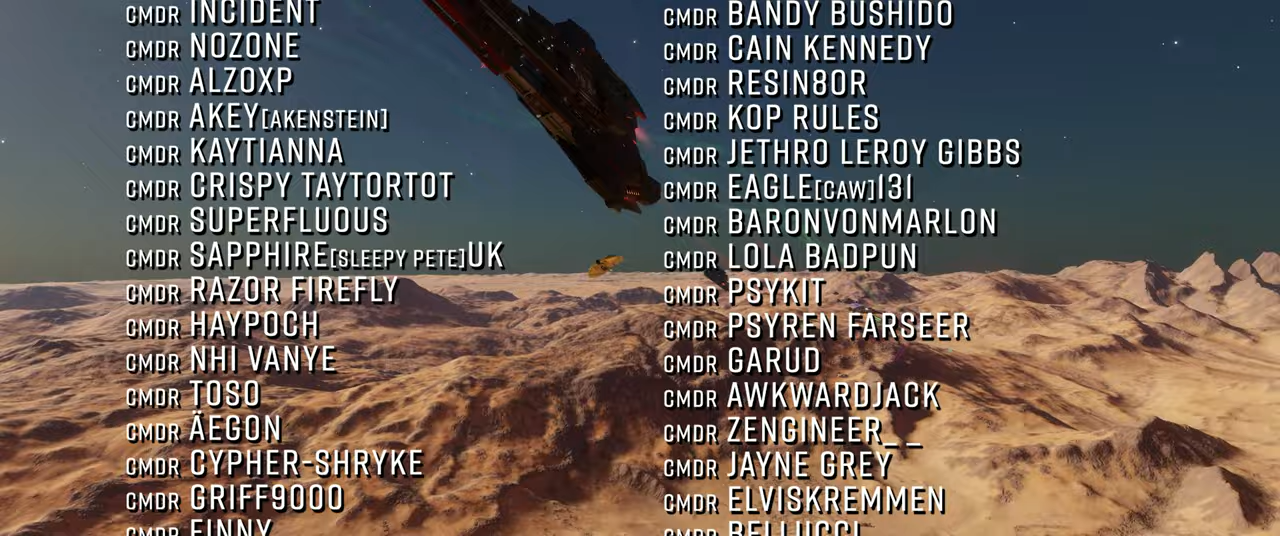 CMDR INCIDENT
CMDR NOZONE
CMDR ALZOXP
CMDR AKEY[AKENSTEIN]
CMDR KAYTIANNA
CMDR CRISPY TAYTORTOT
CMDR SUPERFLUOUS
CMDR SAPPHIRE[SLEEPY PETE]UK
CMDR RAZOR FIREFLY
CMDR HAYPOCH
CMDR NHI VANYE
CMDR TOSO
CMDR ÄEGON
CMDR CYPHER-SHRYKE
CMDR GRIFF9000
CMDR FINNY
CMDR BANDY BUSHIDO
CMDR CAIN KENNEDY
CMDR RESIN8OR
CMDR KOP RULES
CMDR JETHRO LEROY GIBBS
CMDR EAGLE[CAW]131
CMDR BARONVONMARLON
CMDR LOLA BADPUN
CMDR PSYKIT
CMDR PSYREN FARSEER
CMDR GARUD
CMDR AWKWARDJACK
CMDR ZENGINEER_ _
CMDR JAYNE GREY
CMDR ELVISKREMMEN
CMDR BELLUCCI